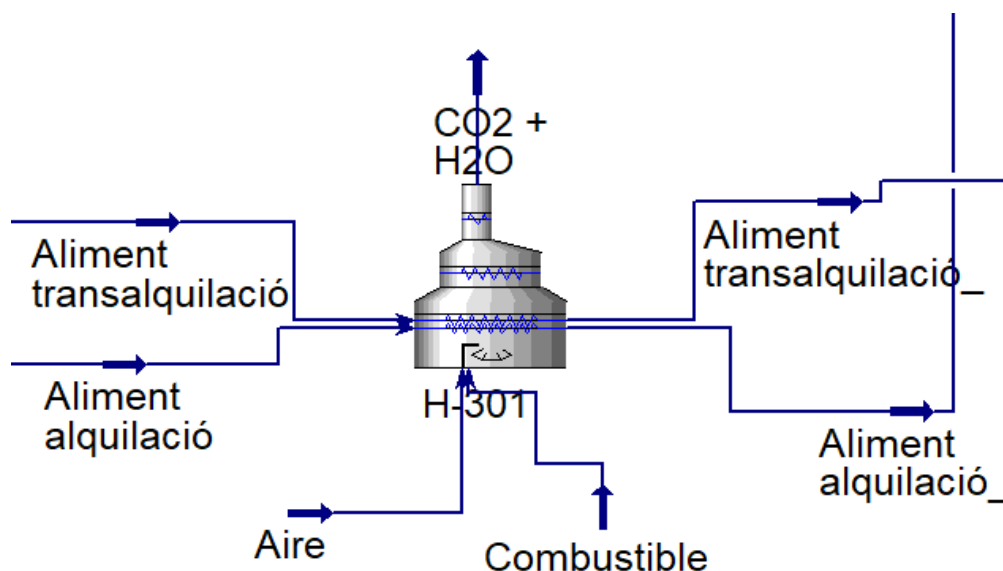 CO2 +
H2O
Aliment
transalquilació
Aliment
transalquilació_
Aliment
alquilació
H-301
Aliment
alquilació_
Aire
Combustible